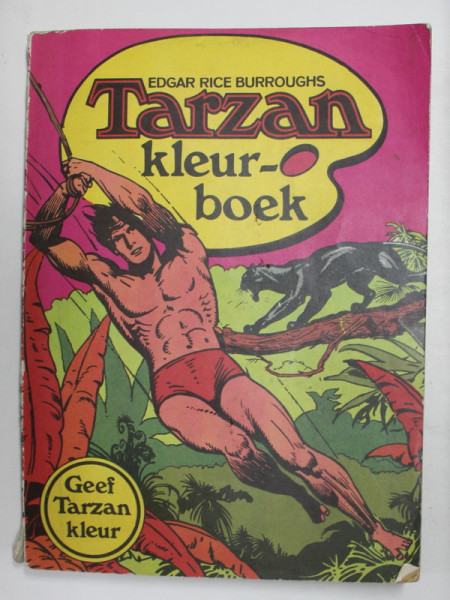 EDGAR RICE BURROUGHS
Tarzan
kleur-
boek
Geef
Tarzan
kleur